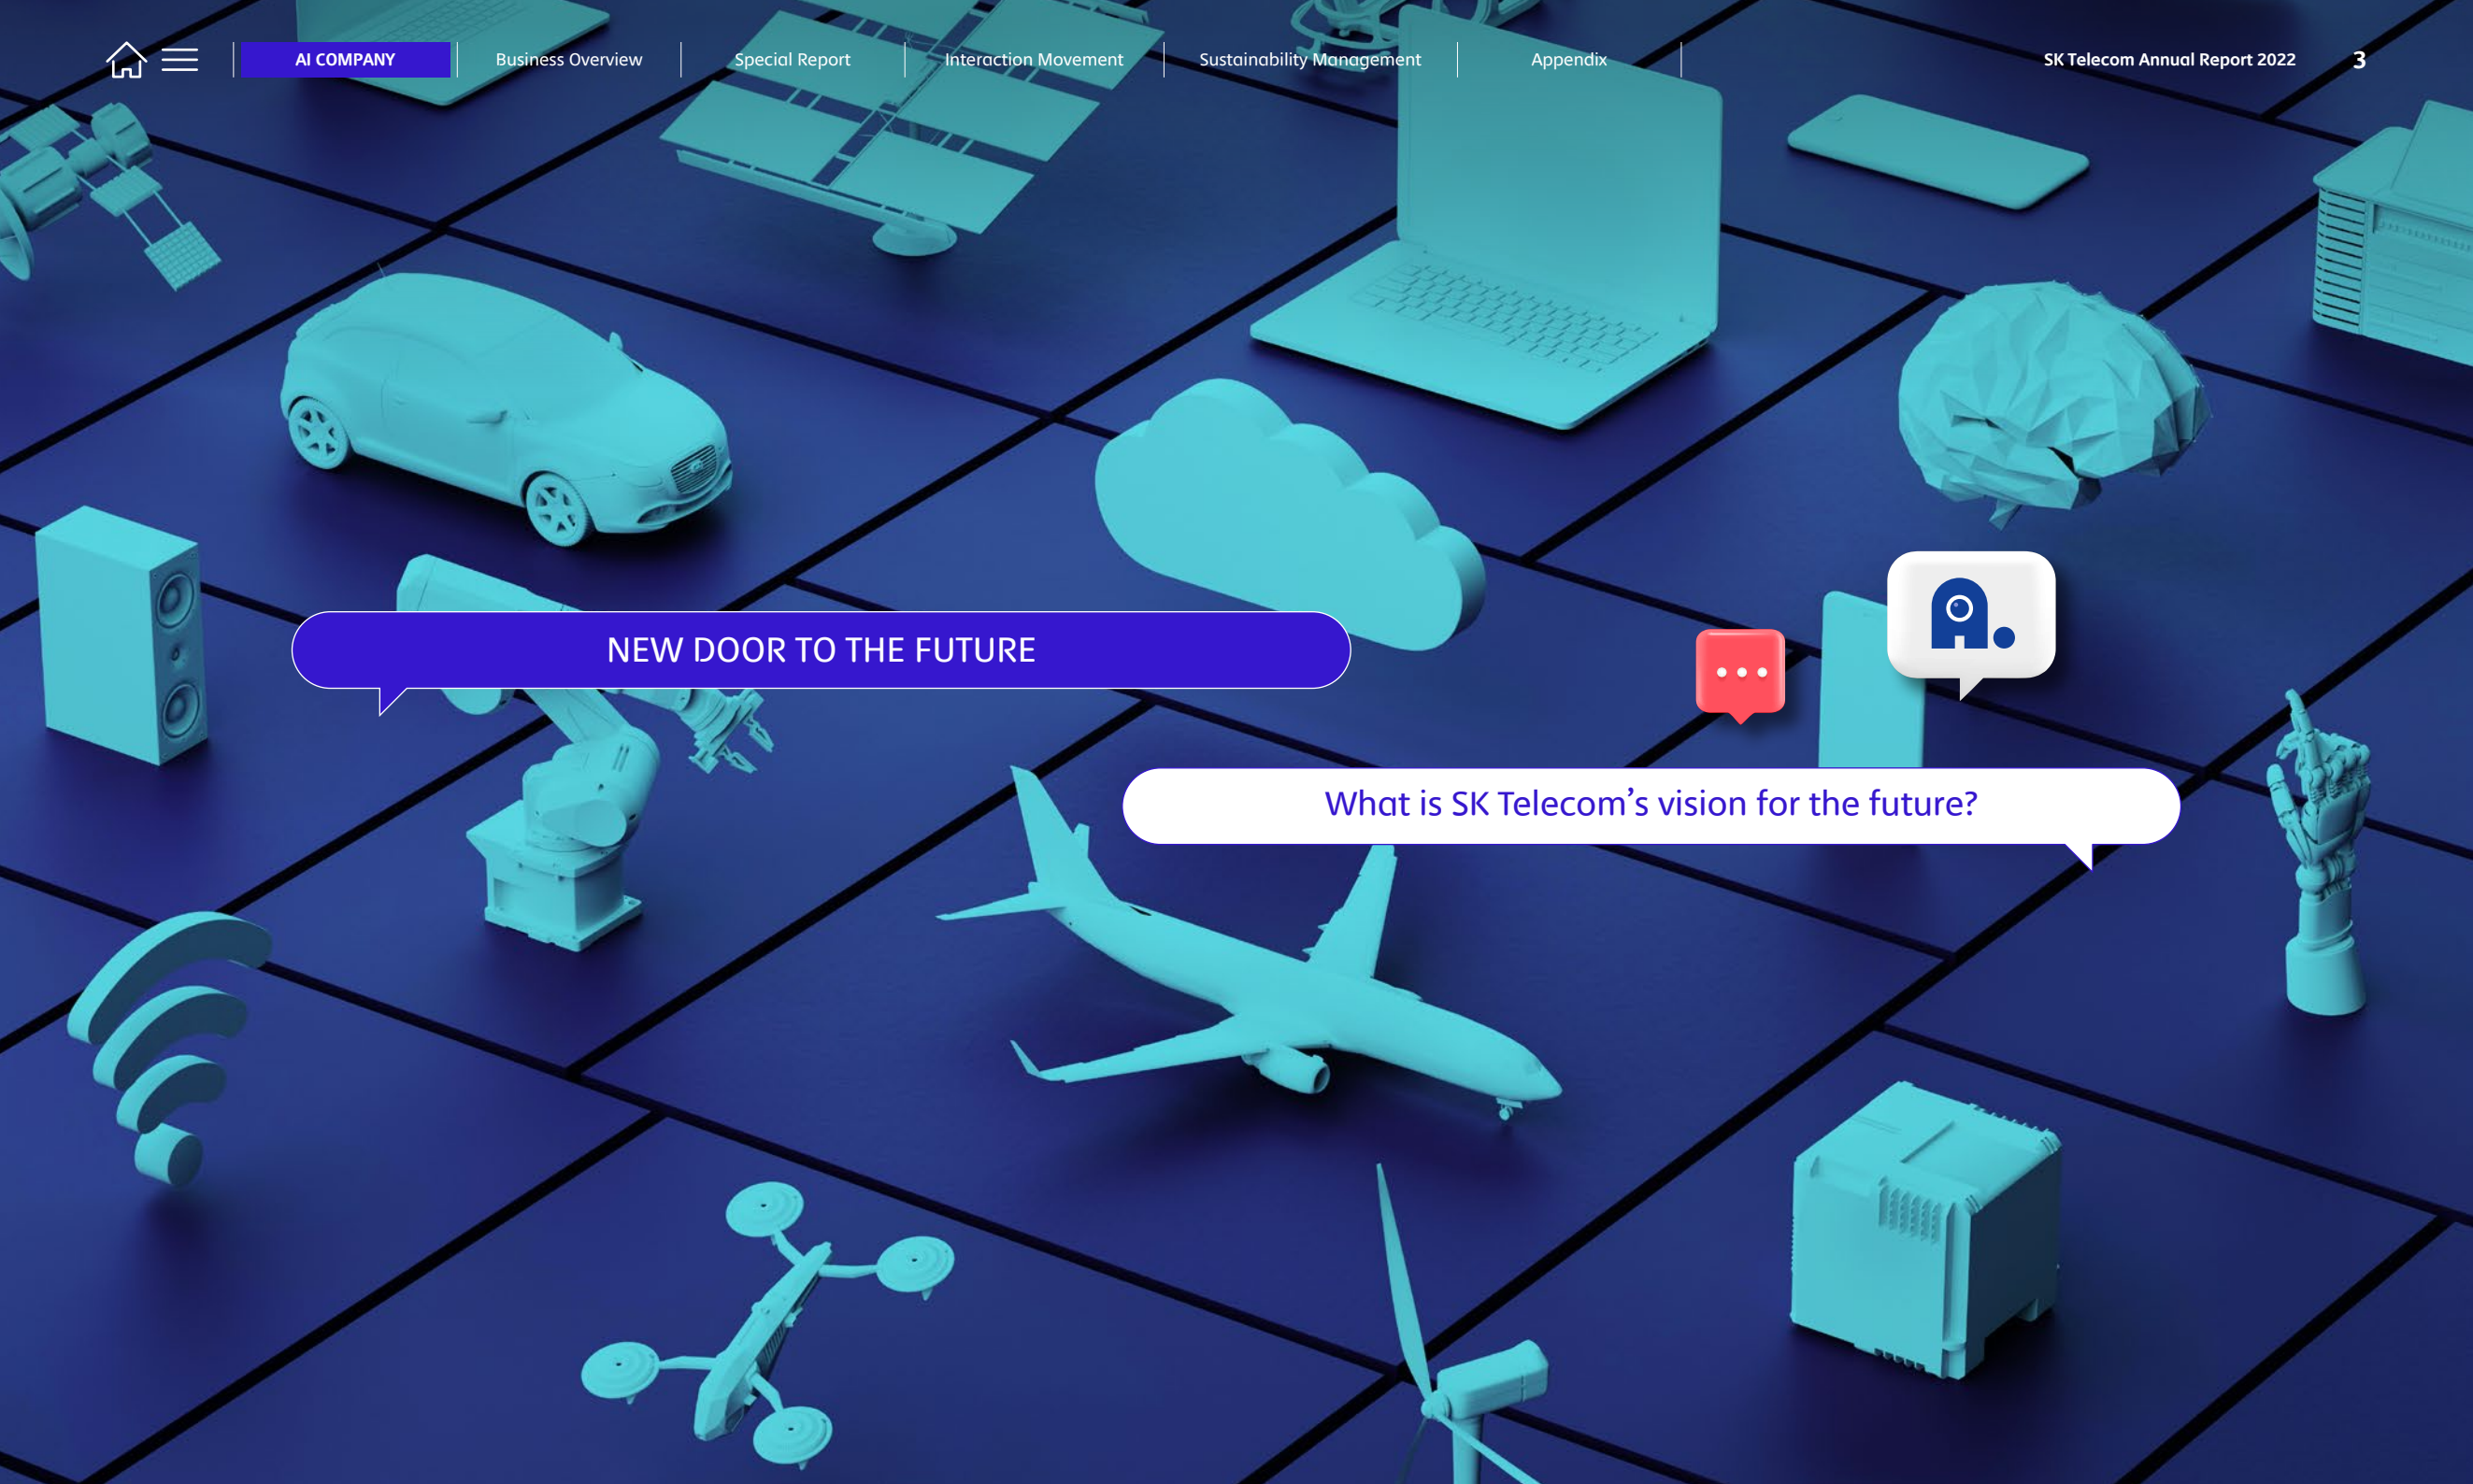 AI COMPANY
Business Overview
Special Report
Interaction Movement
Sustainability Management
Appendix
SK Telecom Annual Report 2022
3
NEW DOOR TO THE FUTURE
A.
What is SK Telecom’s vision for the future?